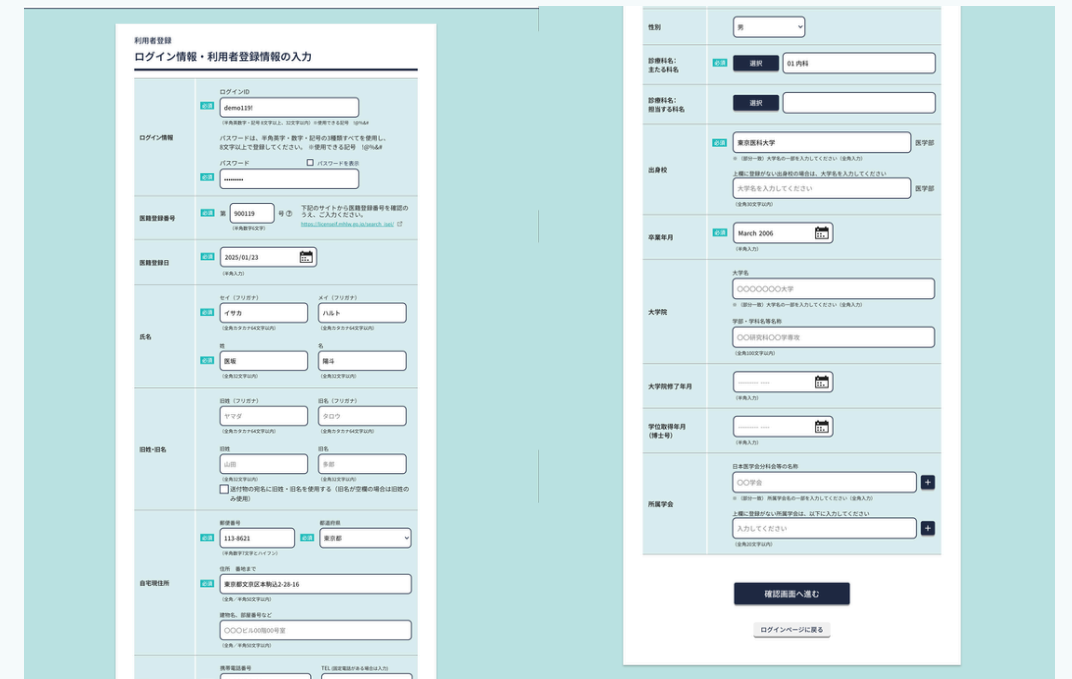 利用者登録
ログイン情報・利用者登録情報の入力
ログイン情報
ログインID
必須 demo119!
(半角英数字・記号 8文字以上、32文字以内) ※使用できる記号 !@%&#
パスワードは、半角英字・数字・記号の3種類すべてを使用し、
8文字以上で登録してください。 ※使用できる記号 !@%&#
パスワード
パスワードを表示
必須 ••••••••
医籍登録番号
必須 第 900119 号
(半角数字6文字)
下記のサイトから医籍登録番号を確認の
うえ、ご入力ください。
医籍登録日
必須 2025/01/23
(半角入力)
氏名
セイ (フリガナ) メイ (フリガナ)
必須 イサカ ハルト
(全角カタカナ64文字以内) (全角カタカナ64文字以内)
姓 名
必須 医坂 陽斗
(全角32文字以内) (全角32文字以内)
旧姓・旧名
旧姓 (フリガナ) 旧名 (フリガナ)
ヤマダ タロウ
(全角カタカナ64文字以内) (全角カタカナ64文字以内)
旧姓 旧名
山田 多郎
(全角32文字以内) (全角32文字以内)
送付物の宛名に旧姓・旧名を使用する (旧名が空欄の場合は旧姓の
み使用)
自宅現住所
郵便番号 都道府県
必須 113-8621 必須 東京都
(半角数字7文字とハイフン)
住所 番地まで
必須 東京都文京区本駒込2-28-16
(全角/半角50文字以内)
建物名、部屋番号など
〇〇〇ビル00階00号室
(全角/半角50文字以内)
携帯電話番号 TEL (固定電話がある場合は入力)
性別
男
診療科名:
主たる科名
必須 選択 01 内科
診療科名:
担当する科名
選択
出身校
必須 東京医科大学 医学部
※ (部分一致) 大学名の一部を入力してください (全角入力)
上欄に登録がない出身校の場合は、大学名を入力してください
大学名を入力してください 医学部
(全角30文字以内)
卒業年月
必須 March 2006
(半角入力)
大学院
大学名
〇〇〇〇〇〇〇大学
※ (部分一致) 大学名の一部を入力してください (全角入力)
学部・学科名等名称
〇〇研究科〇〇学専攻
(全角100文字以内)
大学院修了年月
--------- ----
(半角入力)
学位取得年月
(博士号)
--------- ----
(半角入力)
所属学会
日本医学会分科会等の名称
〇〇学会 +
※ (部分一致) 所属学会名の一部を入力してください (全角入力)
上欄に登録がない所属学会は、以下に入力してください
入力してください +
(全角20文字以内)
確認画面へ進む
ログインページに戻る